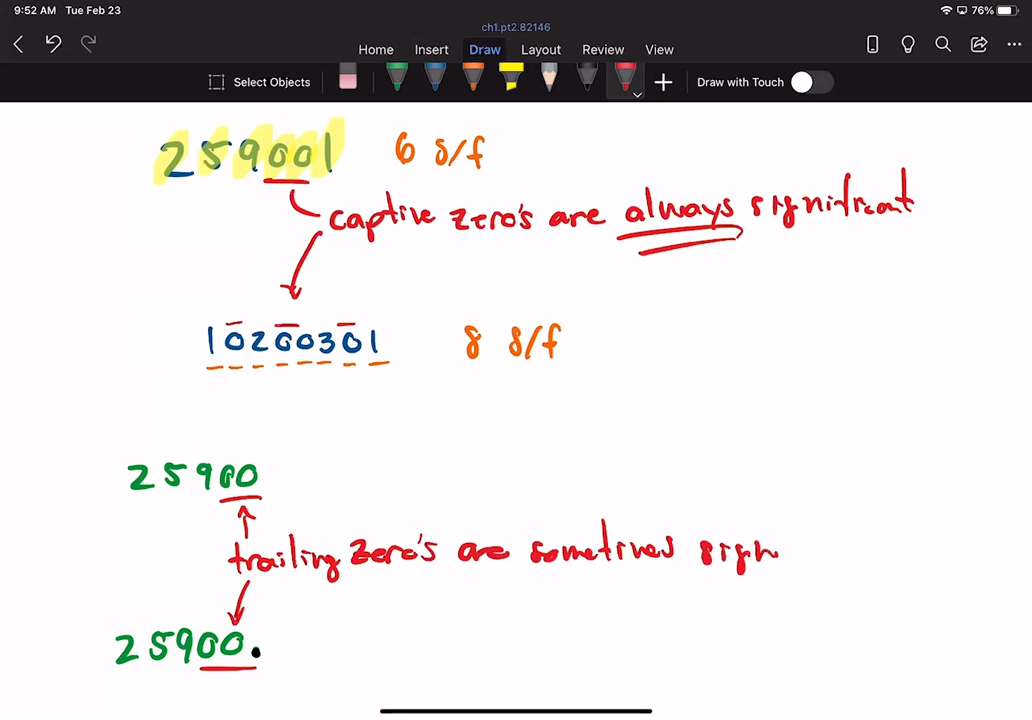 9:52 AM Tue Feb 23 76%
ch1.pt2.82146
Home Insert Draw Layout Review View
Select Objects Draw with Touch
259001 6 s/f
captive zero's are always significant
10200301 8 s/f
25900
trailing zero's are sometimes sign
25900.